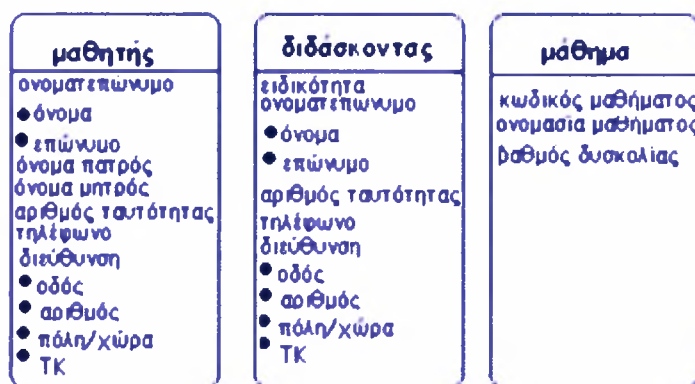 μαθητής
ονοματεπώνυμο
• όνομα
• επώνυμο
όνομα πατρός
όνομα μητρός
αριθμός ταυτότητας
τηλέφωνο
διεύθυνση
• οδός
• αριθμός
• πόλη/χώρα
• ΤΚ
διδάσκοντας
ειδικότητα
ονοματεπώνυμο
• όνομα
• επώνυμο
αριθμός ταυτότητας
τηλέφωνο
διεύθυνση
• οδός
• αριθμός
• πόλη/χώρα
• ΤΚ
μάθημα
κωδικός μαθήματος
ονομασία μαθήματος
βαθμός δυσκολίας